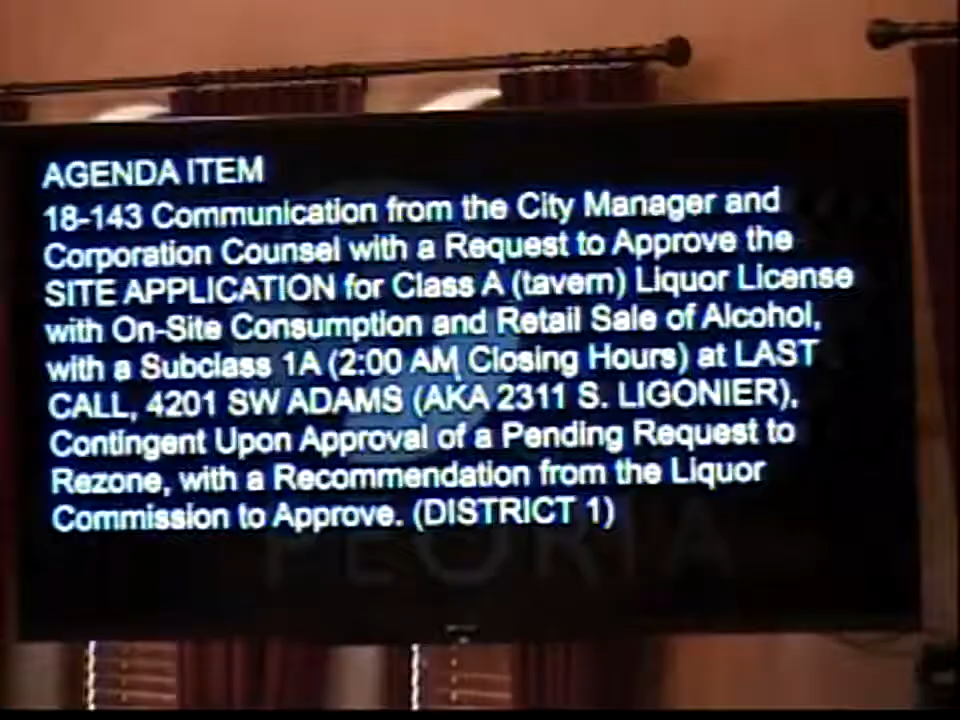 AGENDA ITEM
18-143 Communication from the City Manager and
Corporation Counsel with a Request to Approve the
SITE APPLICATION for Class A (tavern) Liquor License
with On-Site Consumption and Retail Sale of Alcohol,
with a Subclass 1A (2:00 AM Closing Hours) at LAST
CALL, 4201 SW ADAMS (AKA 2311 S. LIGONIER),
Contingent Upon Approval of a Pending Request to
Rezone, with a Recommendation from the Liquor
Commission to Approve. (DISTRICT 1)
PEORIA